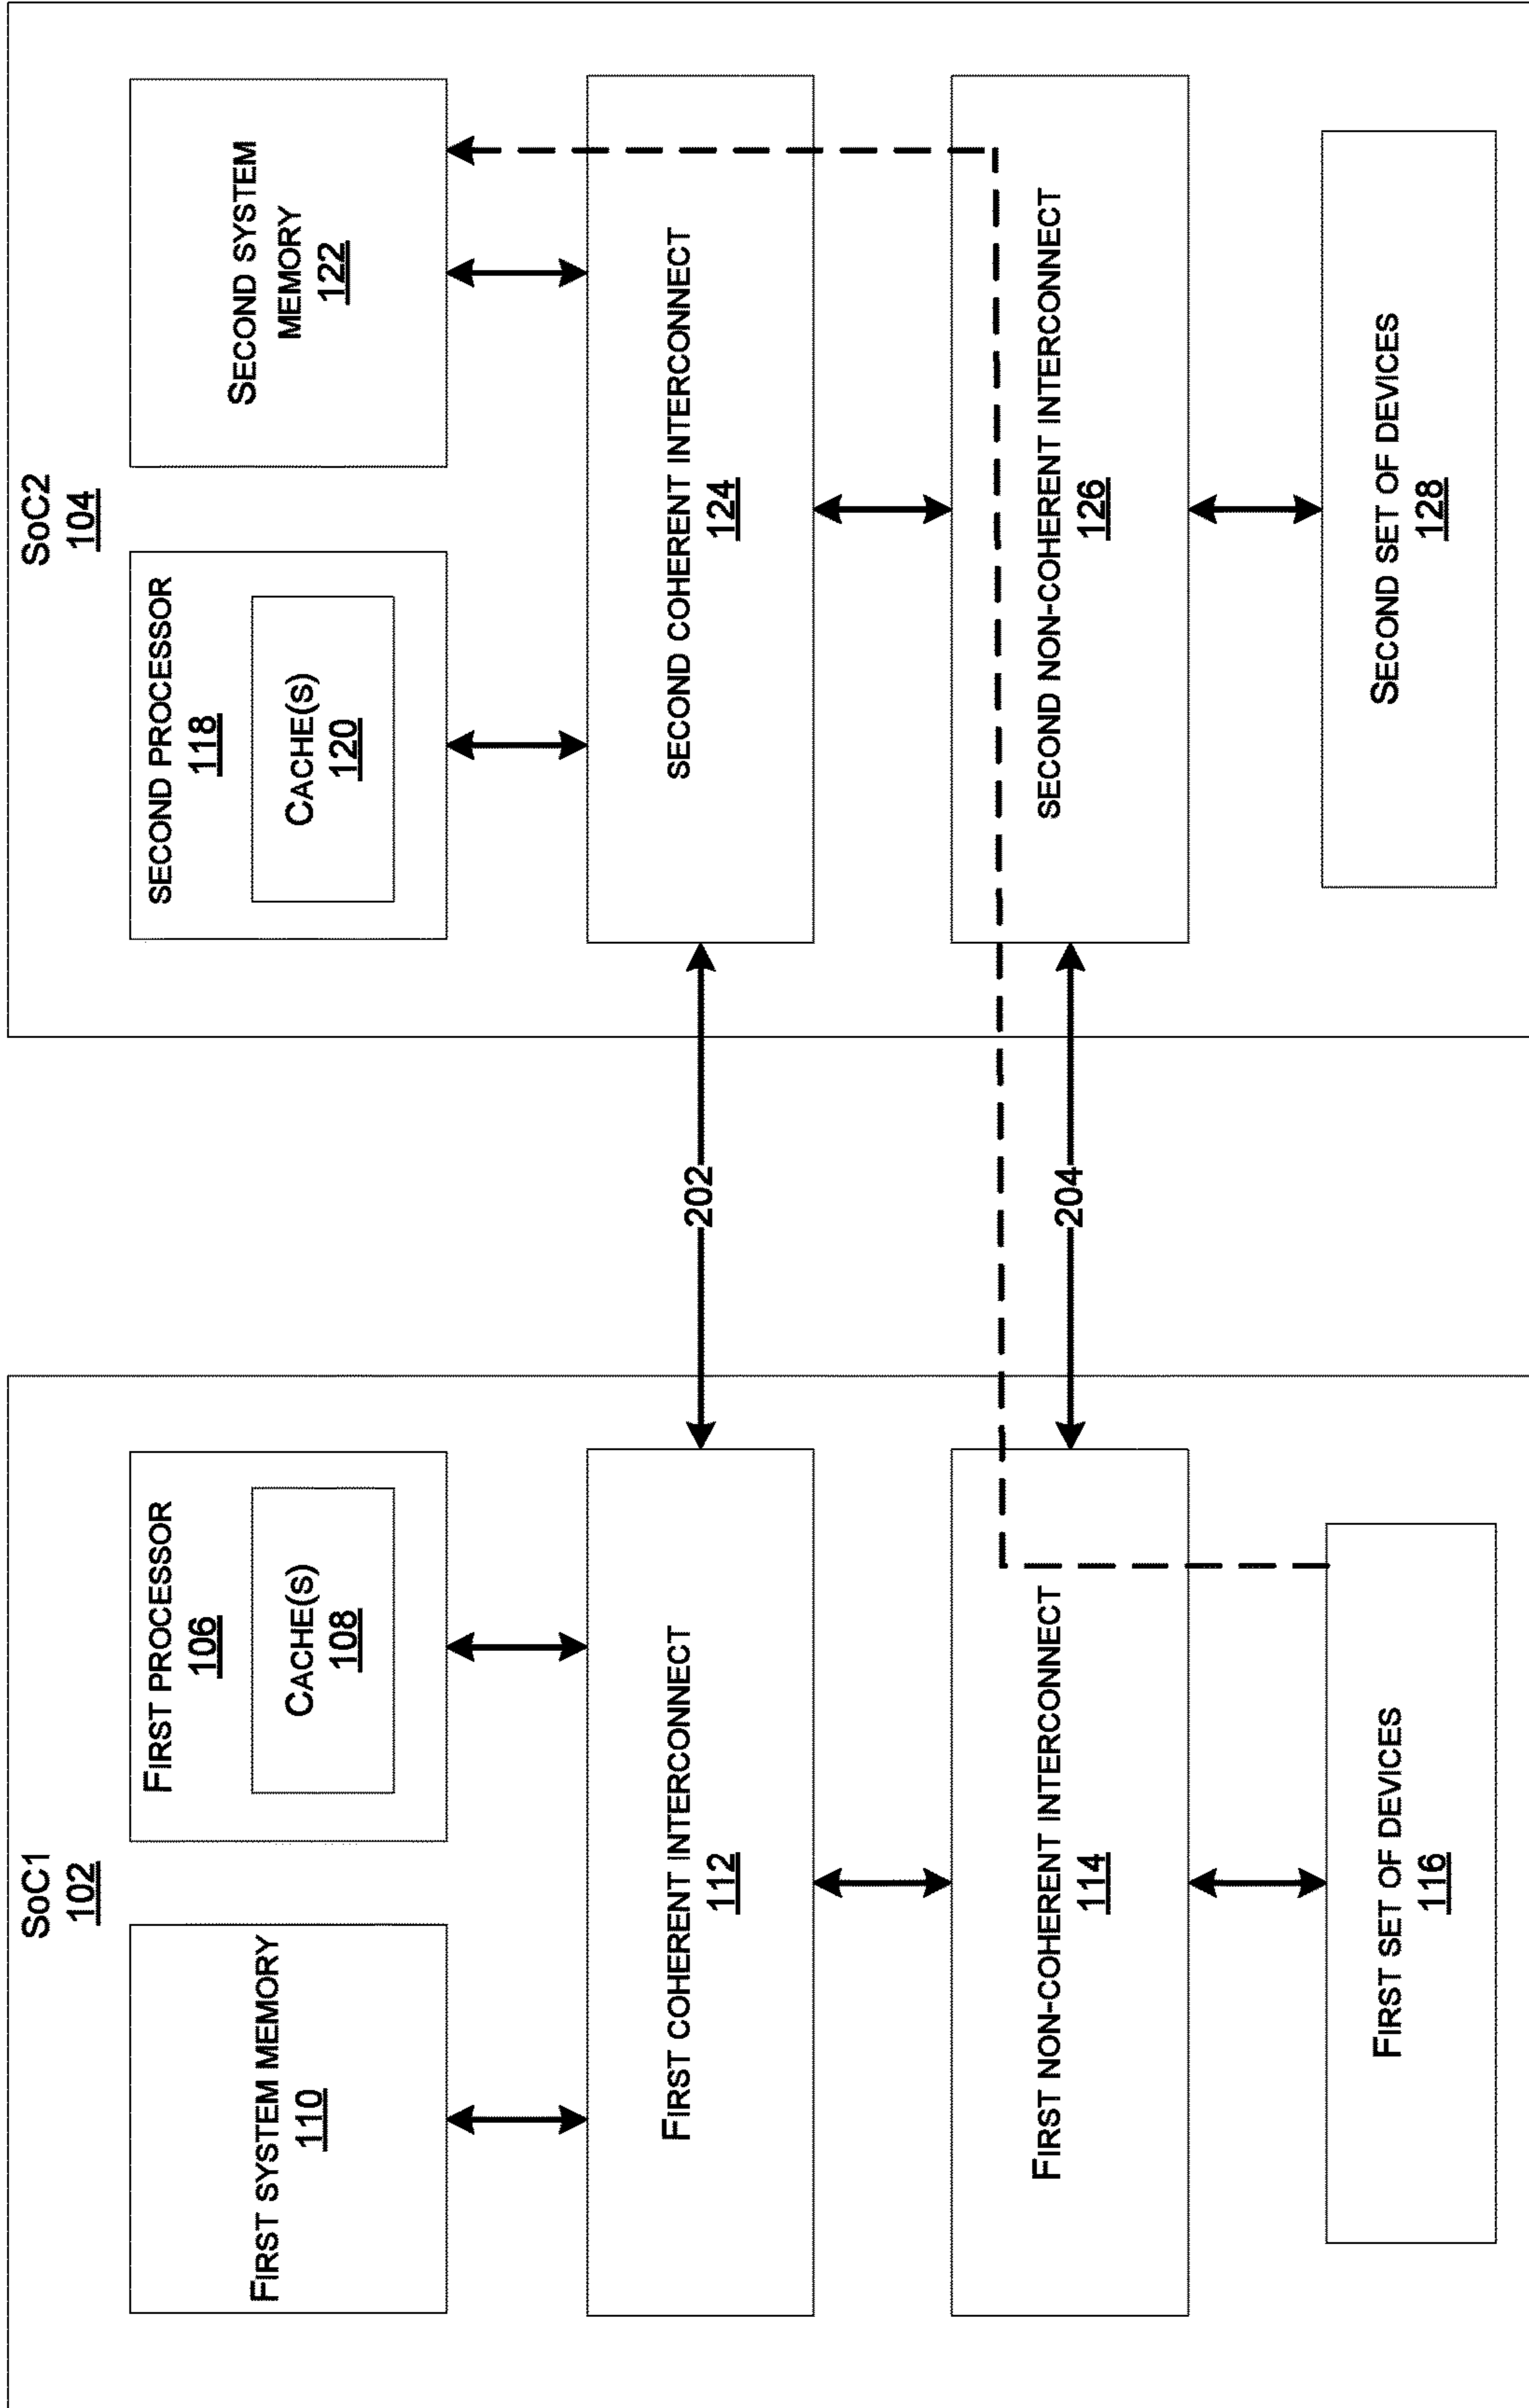 SoC1
102
First system memory
110
First processor
106
Cache(s)
108
First coherent interconnect
112
First non-coherent interconnect
114
First set of devices
116
202
204
SoC2
104
second processor
118
Cache(s)
120
Second system
memory
122
second coherent interconnect
124
second non-coherent interconnect
126
Second set of devices
128